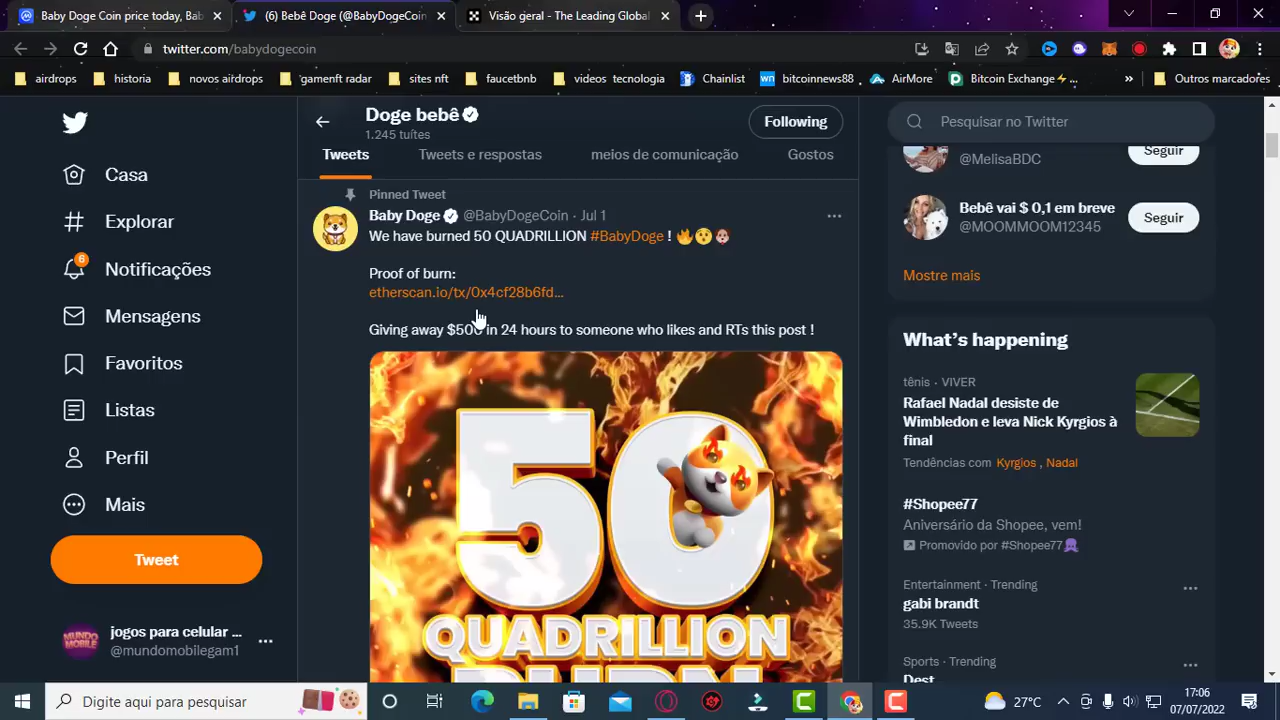 Baby Doge Coin price today, Bab
(6) Bebê Doge (@BabyDogeCoin)
Visão geral - The Leading Global
twitter.com/babydogecoin
airdrops
historia
novos airdrops
'gamenft radar
sites nft
faucetbnb
videos tecnologia
Chainlist
bitcoinnews88
AirMore
Bitcoin Exchange⚡...
»
Outros marcadores
Casa
Explorar
6
Notificações
Mensagens
Favoritos
Listas
Perfil
Mais
Tweet
jogos para celular ...
@mundomobilegam1
Doge bebê
1.245 tuítes
Following
Tweets
Tweets e respostas
meios de comunicação
Gostos
Pinned Tweet
Baby Doge @BabyDogeCoin · Jul 1
We have burned 50 QUADRILLION #BabyDoge ! 🔥😯🐶
Proof of burn:
etherscan.io/tx/0x4cf28b6fd...
Giving away $500 in 24 hours to someone who likes and RTs this post !
50
QUADRILLION
BURN
Pesquisar no Twitter
@MelisaBDC
Seguir
Bebê vai $ 0,1 em breve
@MOOMMOOM12345
Seguir
Mostre mais
What's happening
tênis · VIVER
Rafael Nadal desiste de
Wimbledon e leva Nick Kyrgios à
final
Tendências com Kyrgios , Nadal
#Shopee77
Aniversário da Shopee, vem!
Promovido por #Shopee77
Entertainment · Trending
gabi brandt
35.9K Tweets
Sports · Trending
Dest
Digite aqui para pesquisar
27°C
17:06
07/07/2022